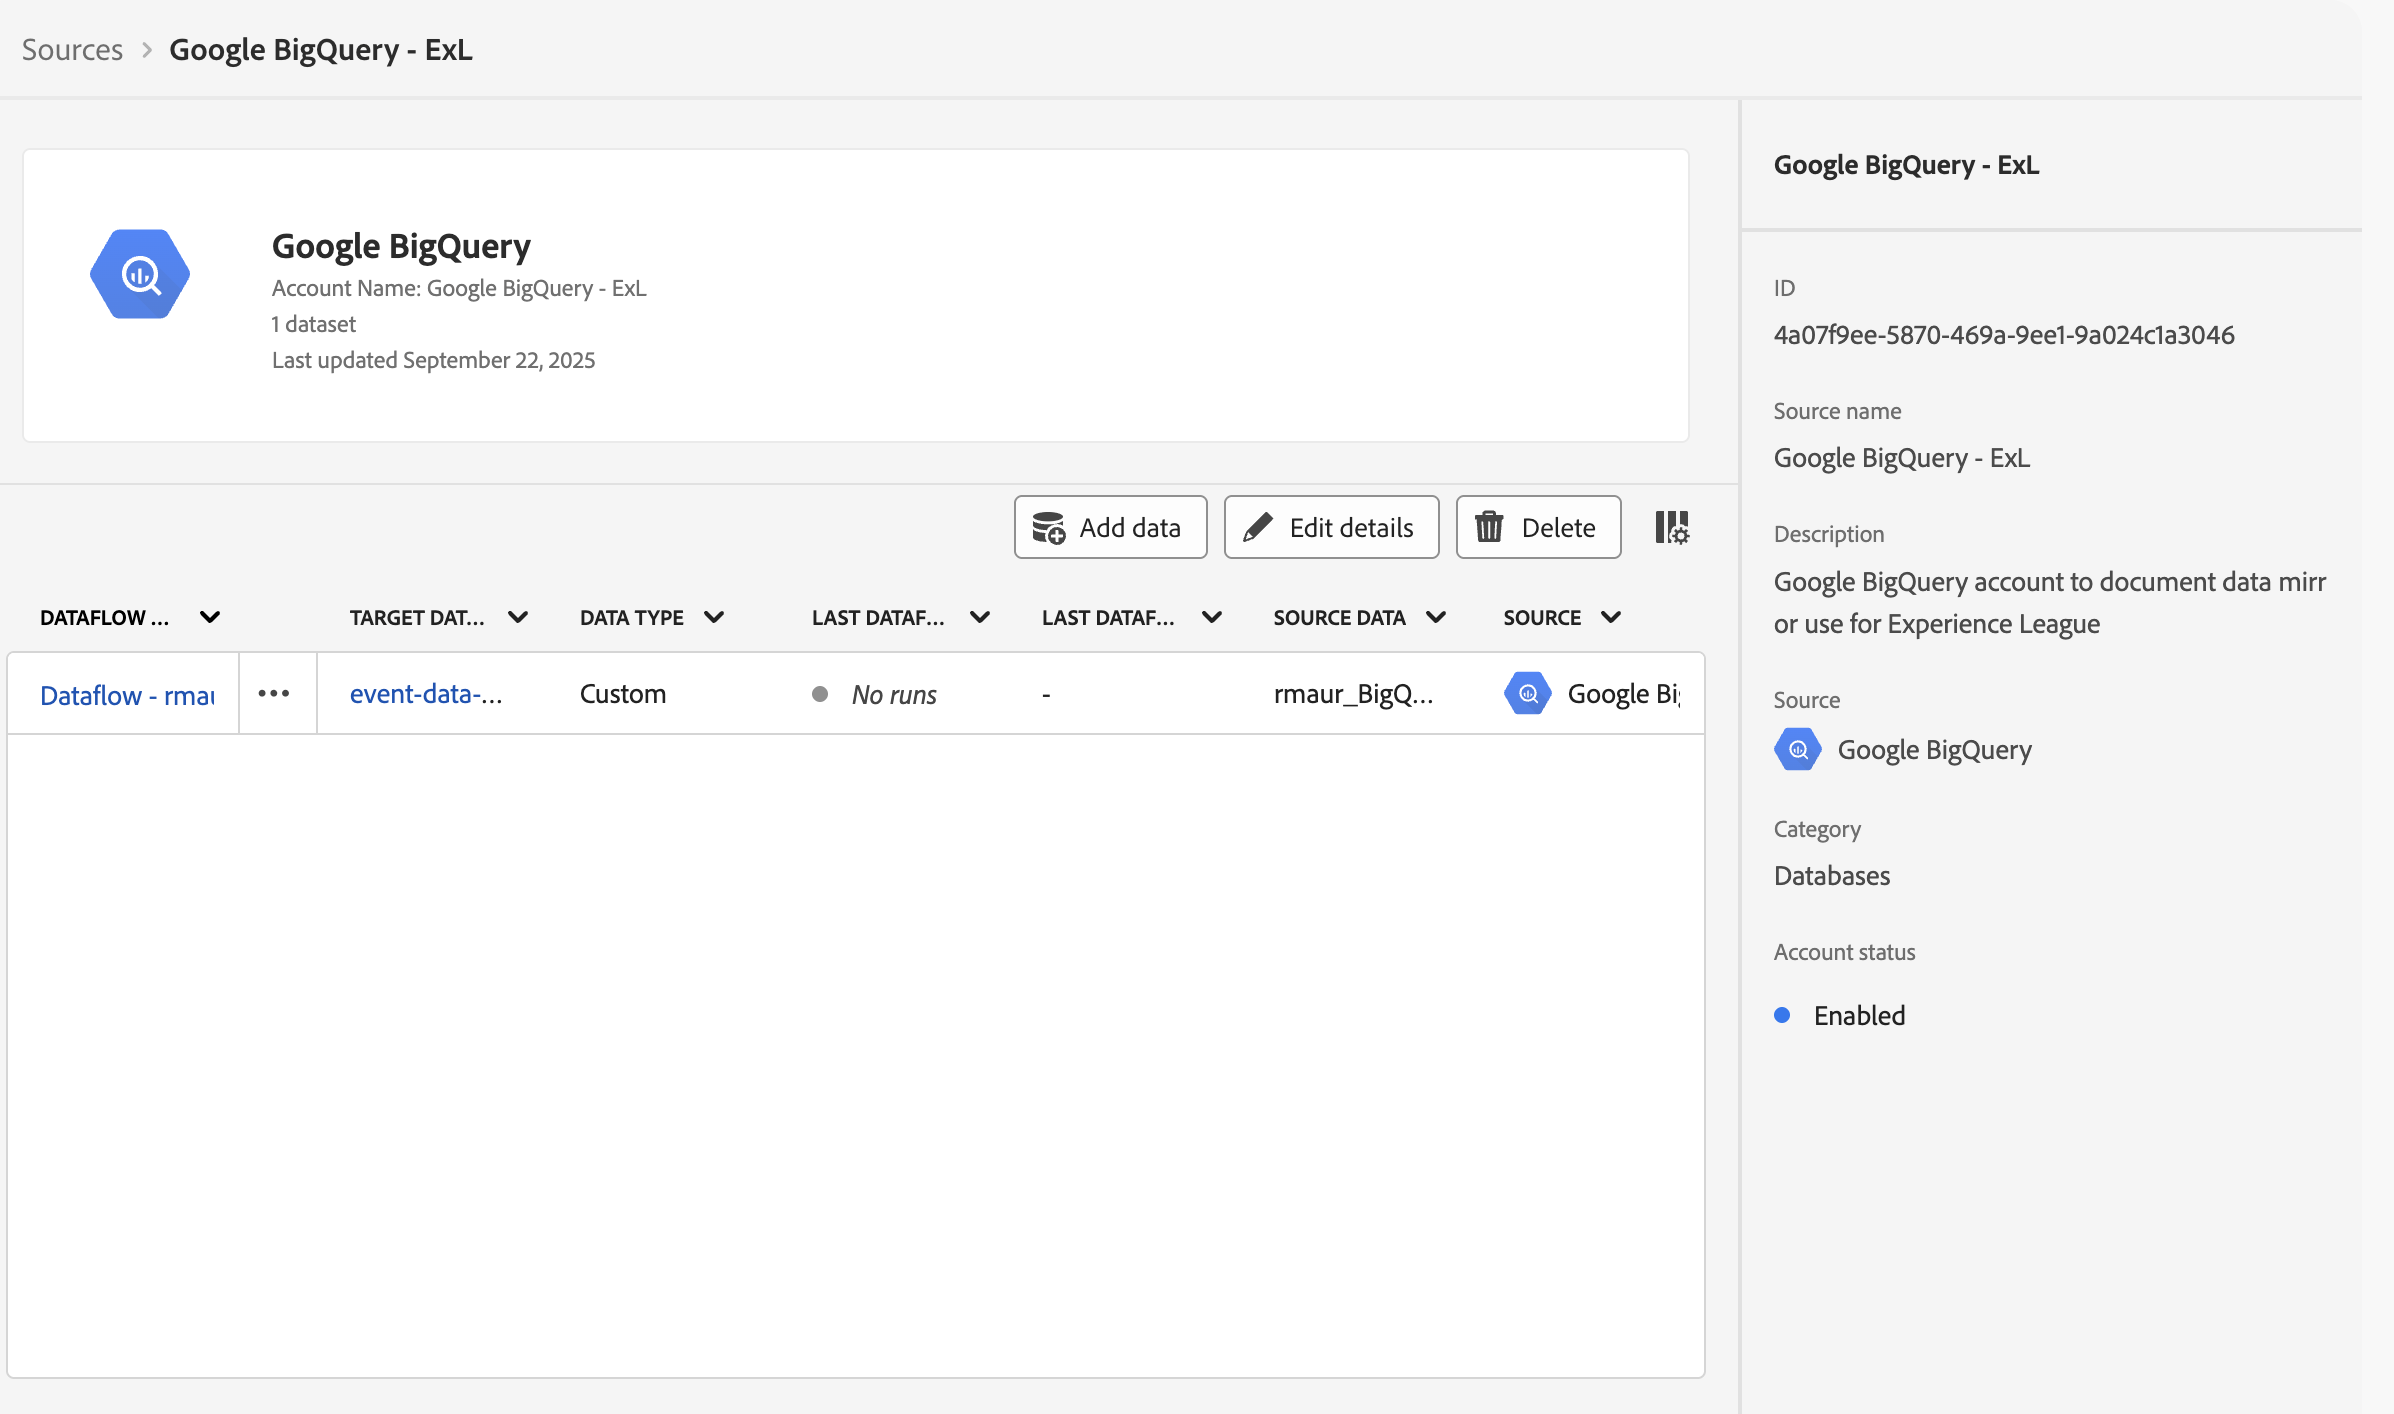 Sources > Google BigQuery - ExL
Google BigQuery
Account Name: Google BigQuery - ExL
1 dataset
Last updated September 22, 2025
Add data
Edit details
Delete
DATAFLOW ...
TARGET DAT...
DATA TYPE
LAST DATAF...
LAST DATAF...
SOURCE DATA
SOURCE
Dataflow - rmau
event-data-...
Custom
No runs
-
rmaur_BigQ...
Google Big
Google BigQuery - ExL
ID
4a07f9ee-5870-469a-9ee1-9a024c1a3046
Source name
Google BigQuery - ExL
Description
Google BigQuery account to document data mirr
or use for Experience League
Source
Google BigQuery
Category
Databases
Account status
Enabled